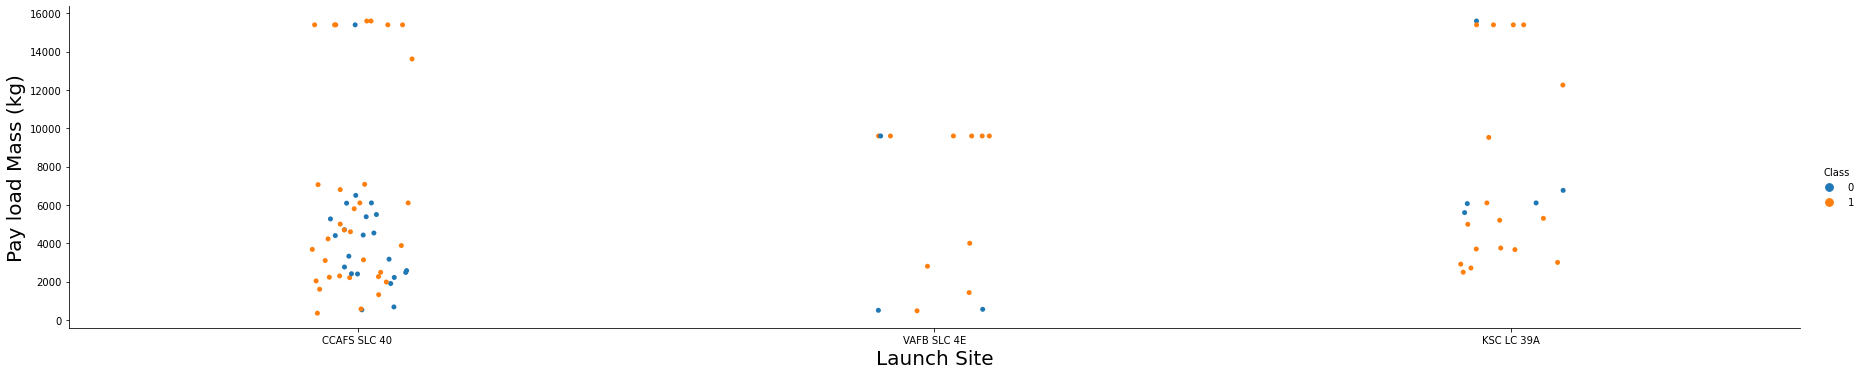 16000
14000
12000
10000
8000
6000
4000
2000
0
Pay load Mass (kg)
CCAFS SLC 40
VAFB SLC 4E
KSC LC 39A
Launch Site
Class
0
1